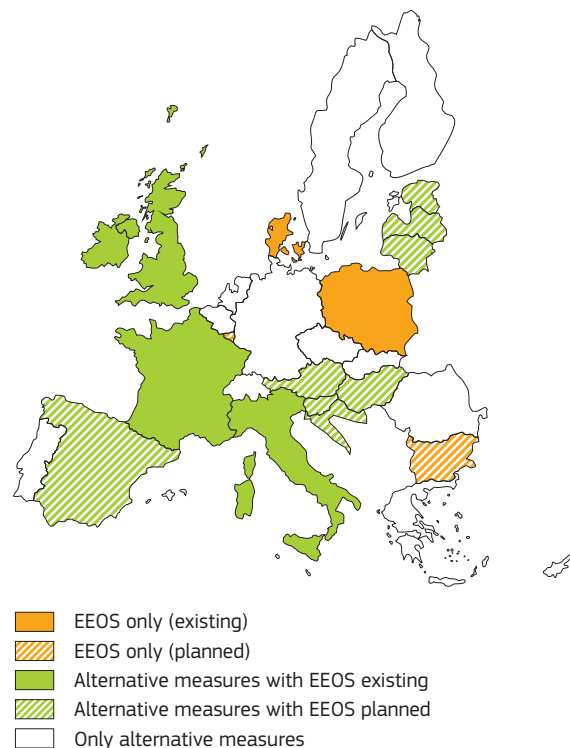 EEOS only (existing)
EEOS only (planned)
Alternative measures with EEOS existing
Alternative measures with EEOS planned
Only alternative measures